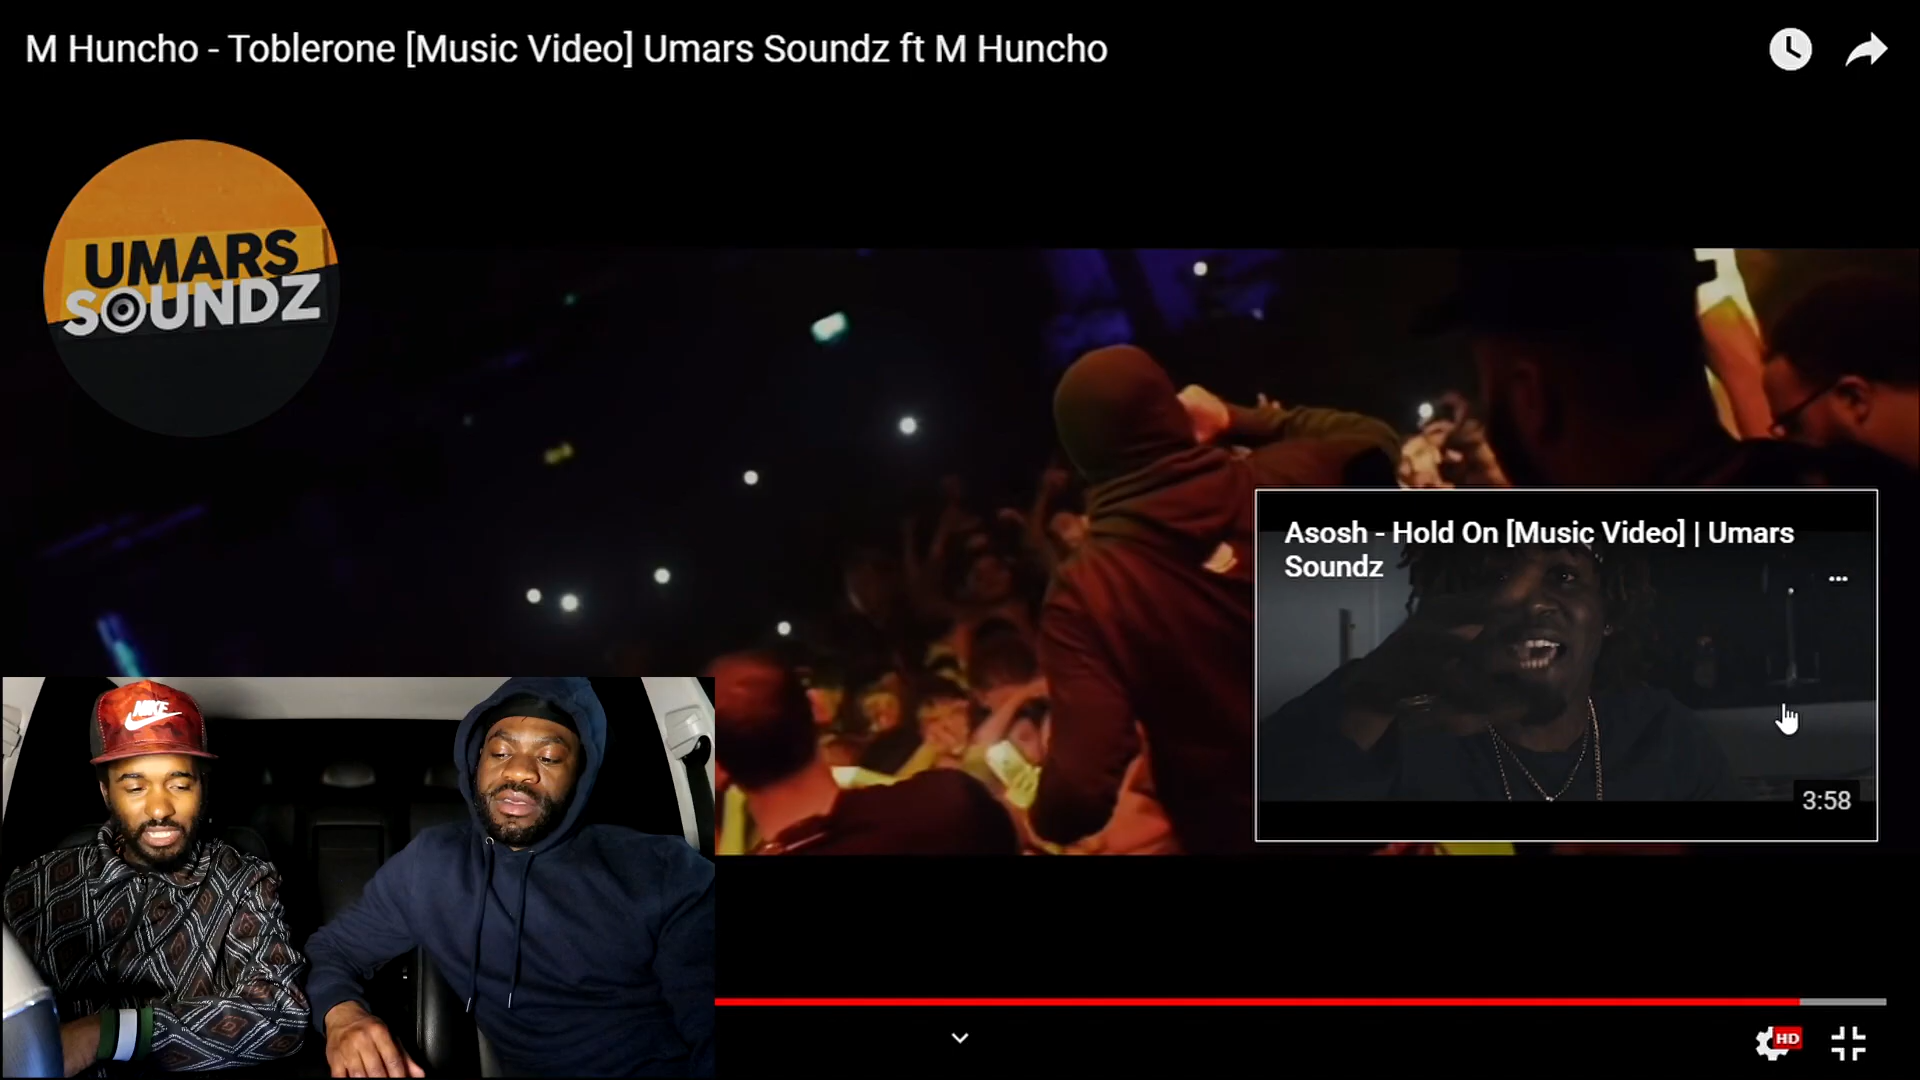 M Huncho - Toblerone [Music Video] Umars Soundz ft M Huncho
UMARS
SOUNDZ
Asosh - Hold On [Music Video] | Umars
Soundz
3:58
NIKE
HD